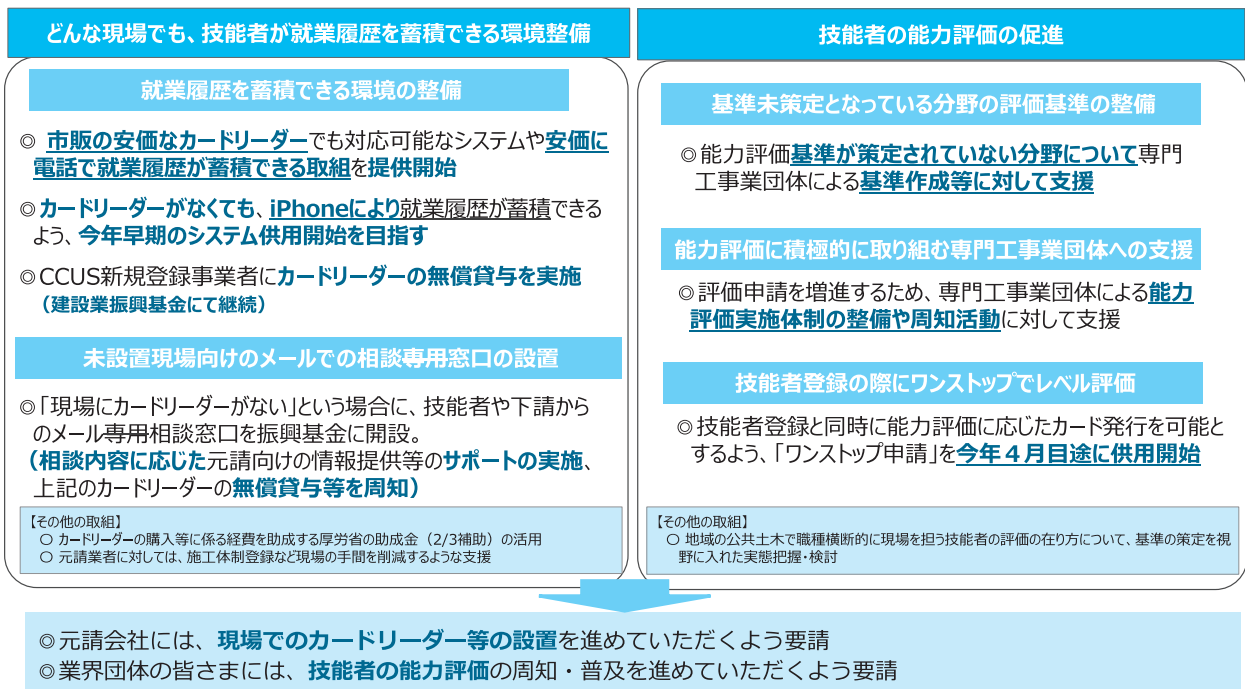 どんな現場でも、技能者が就業履歴を蓄積できる環境整備
就業履歴を蓄積できる環境の整備
◎ 市販の安価なカードリーダーでも対応可能なシステムや安価に
電話で就業履歴が蓄積できる取組を提供開始
◎カードリーダーがなくても、iPhoneにより就業履歴が蓄積できる
よう、今年早期のシステム供用開始を目指す
◎CCUS新規登録事業者にカードリーダーの無償貸与を実施
（建設業振興基金にて継続）
未設置現場向けのメールでの相談専用窓口の設置
◎「現場にカードリーダーがない」という場合に、技能者や下請から
のメール専用相談窓口を振興基金に開設。
（相談内容に応じた元請向けの情報提供等のサポートの実施、
上記のカードリーダーの無償貸与等を周知）
【その他の取組】
○ カードリーダーの購入等に係る経費を助成する厚労省の助成金（2/3補助）の活用
○ 元請業者に対しては、施工体制登録など現場の手間を削減するような支援
技能者の能力評価の促進
基準未策定となっている分野の評価基準の整備
◎能力評価基準が策定されていない分野について専門
工事業団体による基準作成等に対して支援
能力評価に積極的に取り組む専門工事業団体への支援
◎評価申請を増進するため、専門工事業団体による能力
評価実施体制の整備や周知活動に対して支援
技能者登録の際にワンストップでレベル評価
◎技能者登録と同時に能力評価に応じたカード発行を可能と
するよう、「ワンストップ申請」を今年４月目途に供用開始
【その他の取組】
○ 地域の公共土木で職種横断的に現場を担う技能者の評価の在り方について、基準の策定を視
野に入れた実態把握・検討
◎元請会社には、現場でのカードリーダー等の設置を進めていただくよう要請
◎業界団体の皆さまには、技能者の能力評価の周知・普及を進めていただくよう要請